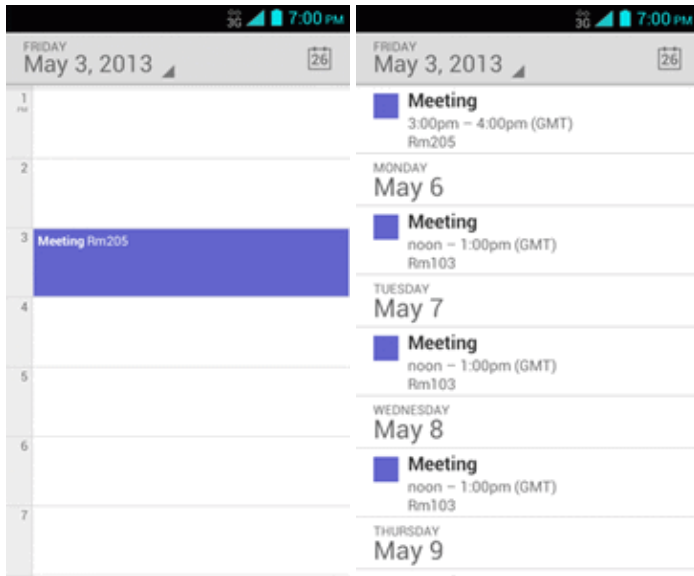 3G 7:00 PM
FRIDAY
May 3, 2013
26
1
PM
2
3 Meeting Rm205
4
5
6
7
3G 7:00 PM
FRIDAY
May 3, 2013
26
Meeting
3:00pm – 4:00pm (GMT)
Rm205
MONDAY
May 6
Meeting
noon – 1:00pm (GMT)
Rm103
TUESDAY
May 7
Meeting
noon – 1:00pm (GMT)
Rm103
WEDNESDAY
May 8
Meeting
noon – 1:00pm (GMT)
Rm103
THURSDAY
May 9